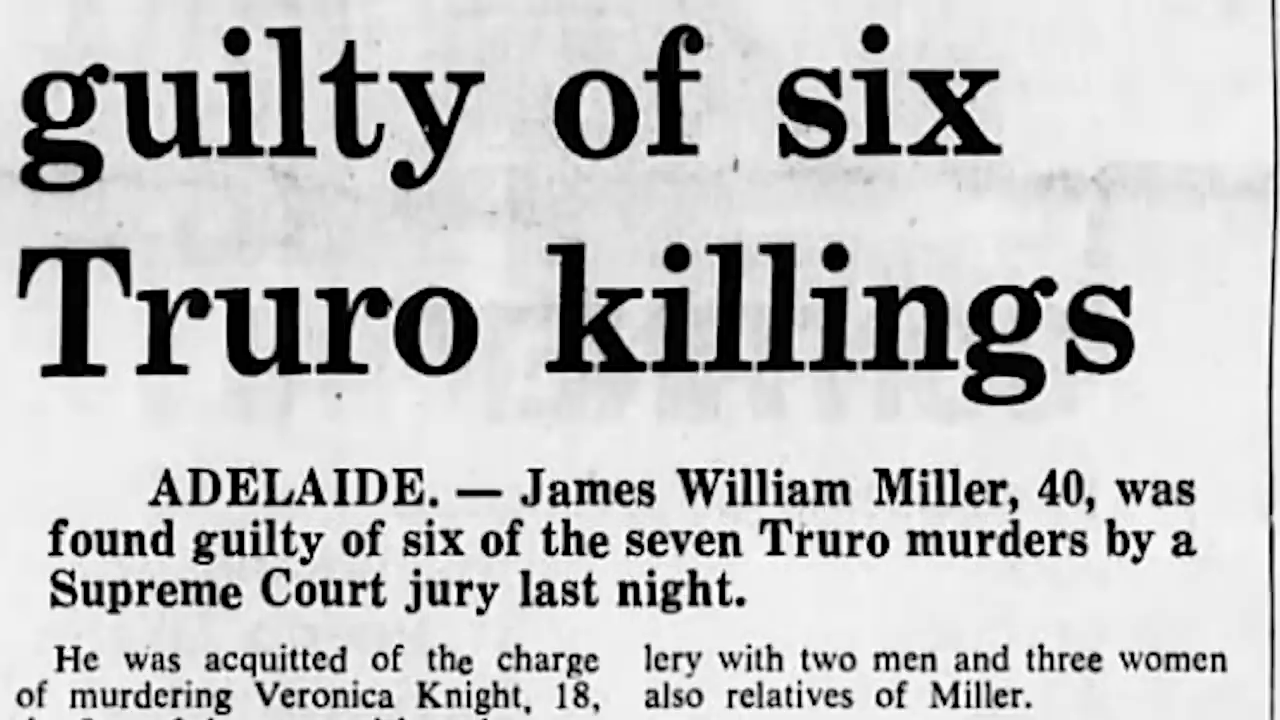 guilty of six
Truro killings
ADELAIDE. — James William Miller, 40, was
found guilty of six of the seven Truro murders by a
Supreme Court jury last night.
He was acquitted of the charge
of murdering Veronica Knight, 18,
lery with two men and three women
also relatives of Miller.